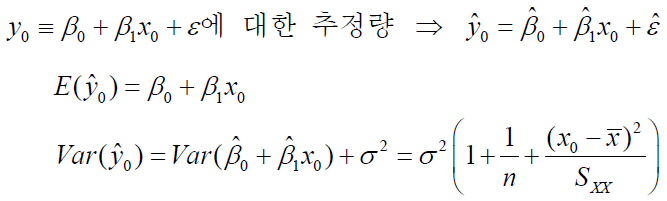 y₀ ≡ β₀ + β₁x₀ + ε에 대한 추정량 ⇒ ŷ₀ = β̂₀ + β̂₁x₀ + ε̂
E(ŷ₀) = β₀ + β₁x₀
Var(ŷ₀) = Var(β̂₀ + β̂₁x₀) + σ² = σ²(1 + 1/n + (x₀ − x̄)²/S_XX)